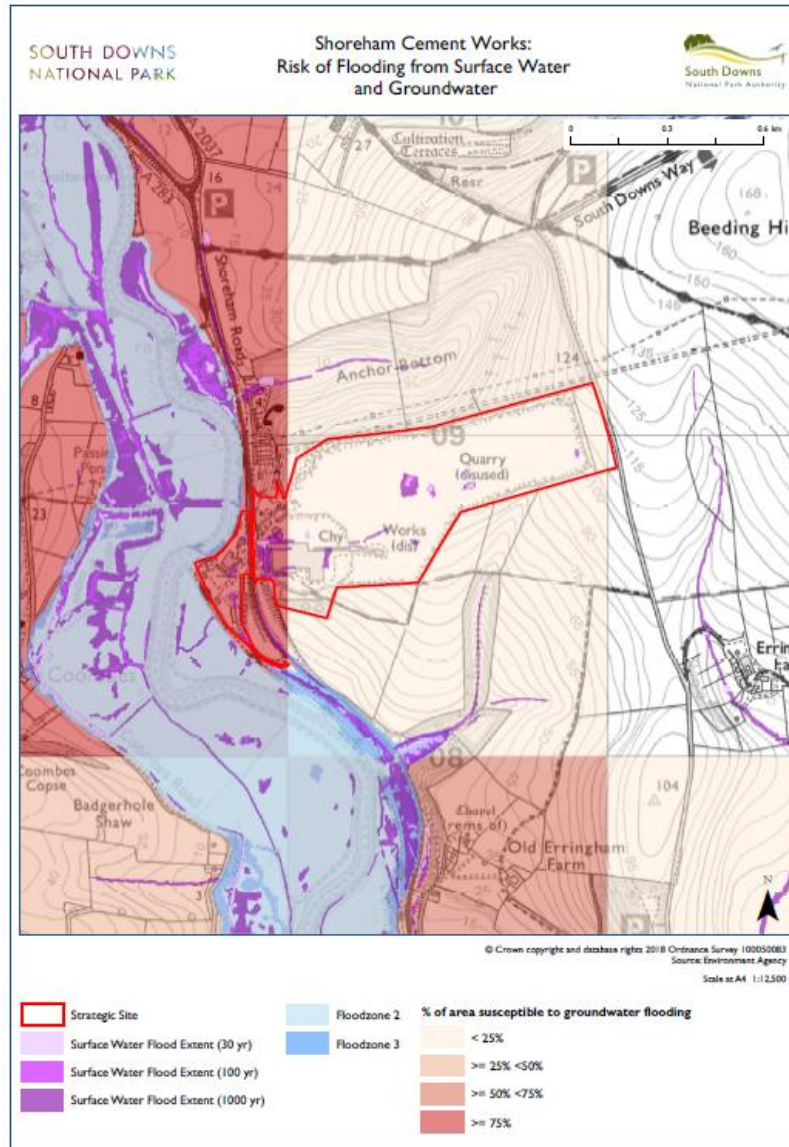 SOUTH DOWNS
NATIONAL PARK
Shoreham Cement Works:
Risk of Flooding from Surface Water
and Groundwater
South Downs
National Park Authority
0
0.3
0.6 km
A 2037
A 283
12
16
24
27
Cultivation
Terraces
Resr
P
P
South Downs Way
168
Beeding Hi
160
150
Shoreham Road
Anchor Bottom
124
125
8
09
Quarry
(disused)
Works
(dis)
Chy
23
Coombes
Coombes Road
08
Coombes
Copse
Badgerhole
Shaw
Chapel
(rems of)
Old Erringham
Farm
104
3
P
N
© Crown copyright and database rights 2018 Ordnance Survey 100050083
Source: Environment Agency
Scale at A4 1:12,500
Strategic Site
Surface Water Flood Extent (30 yr)
Surface Water Flood Extent (100 yr)
Surface Water Flood Extent (1000 yr)
Floodzone 2
Floodzone 3
% of area susceptible to groundwater flooding
< 25%
>= 25% <50%
>= 50% <75%
>= 75%